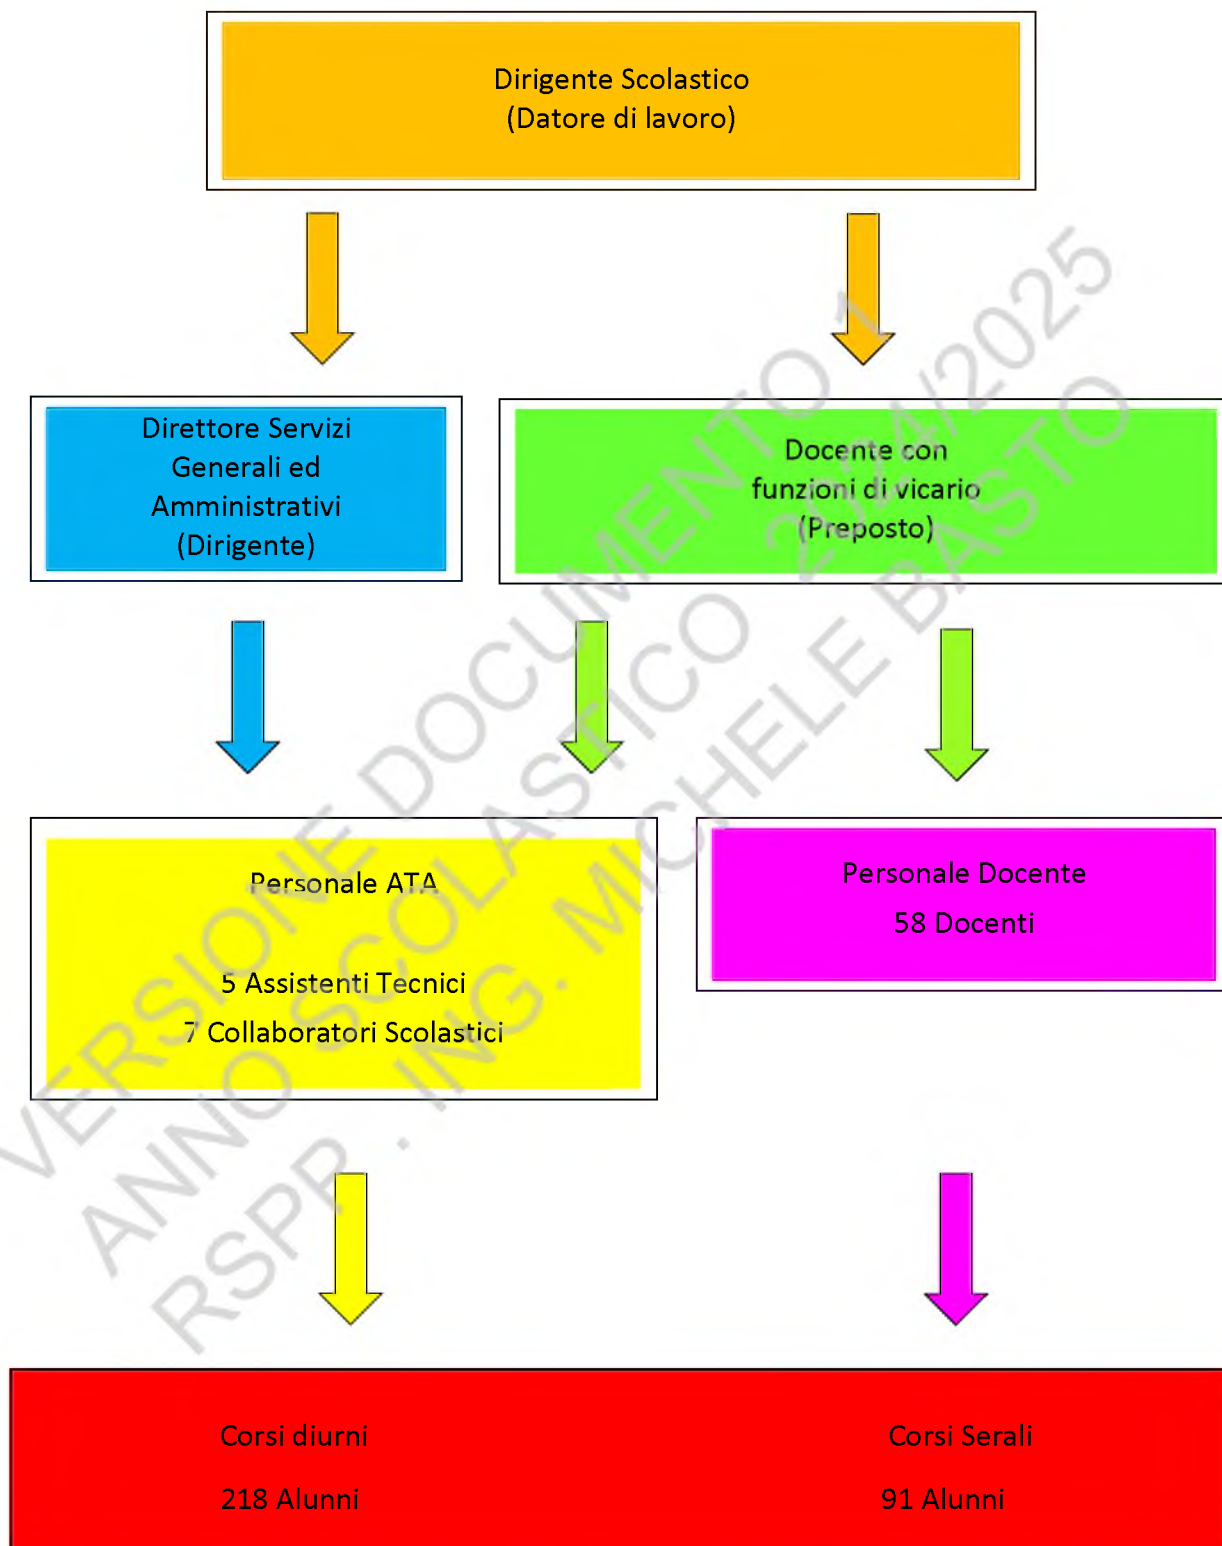 Dirigente Scolastico
(Datore di lavoro)
Direttore Servizi
Generali ed
Amministrativi
(Dirigente)
Docente con
funzioni di vicario
(Preposto)
Personale ATA
5 Assistenti Tecnici
7 Collaboratori Scolastici
Personale Docente
58 Docenti
Corsi diurni
218 Alunni
Corsi Serali
91 Alunni
VERSIONE DOCUMENTO 1
ANNO SCOLASTICO 2024/2025
RSPP . ING. MICHELE BASTO